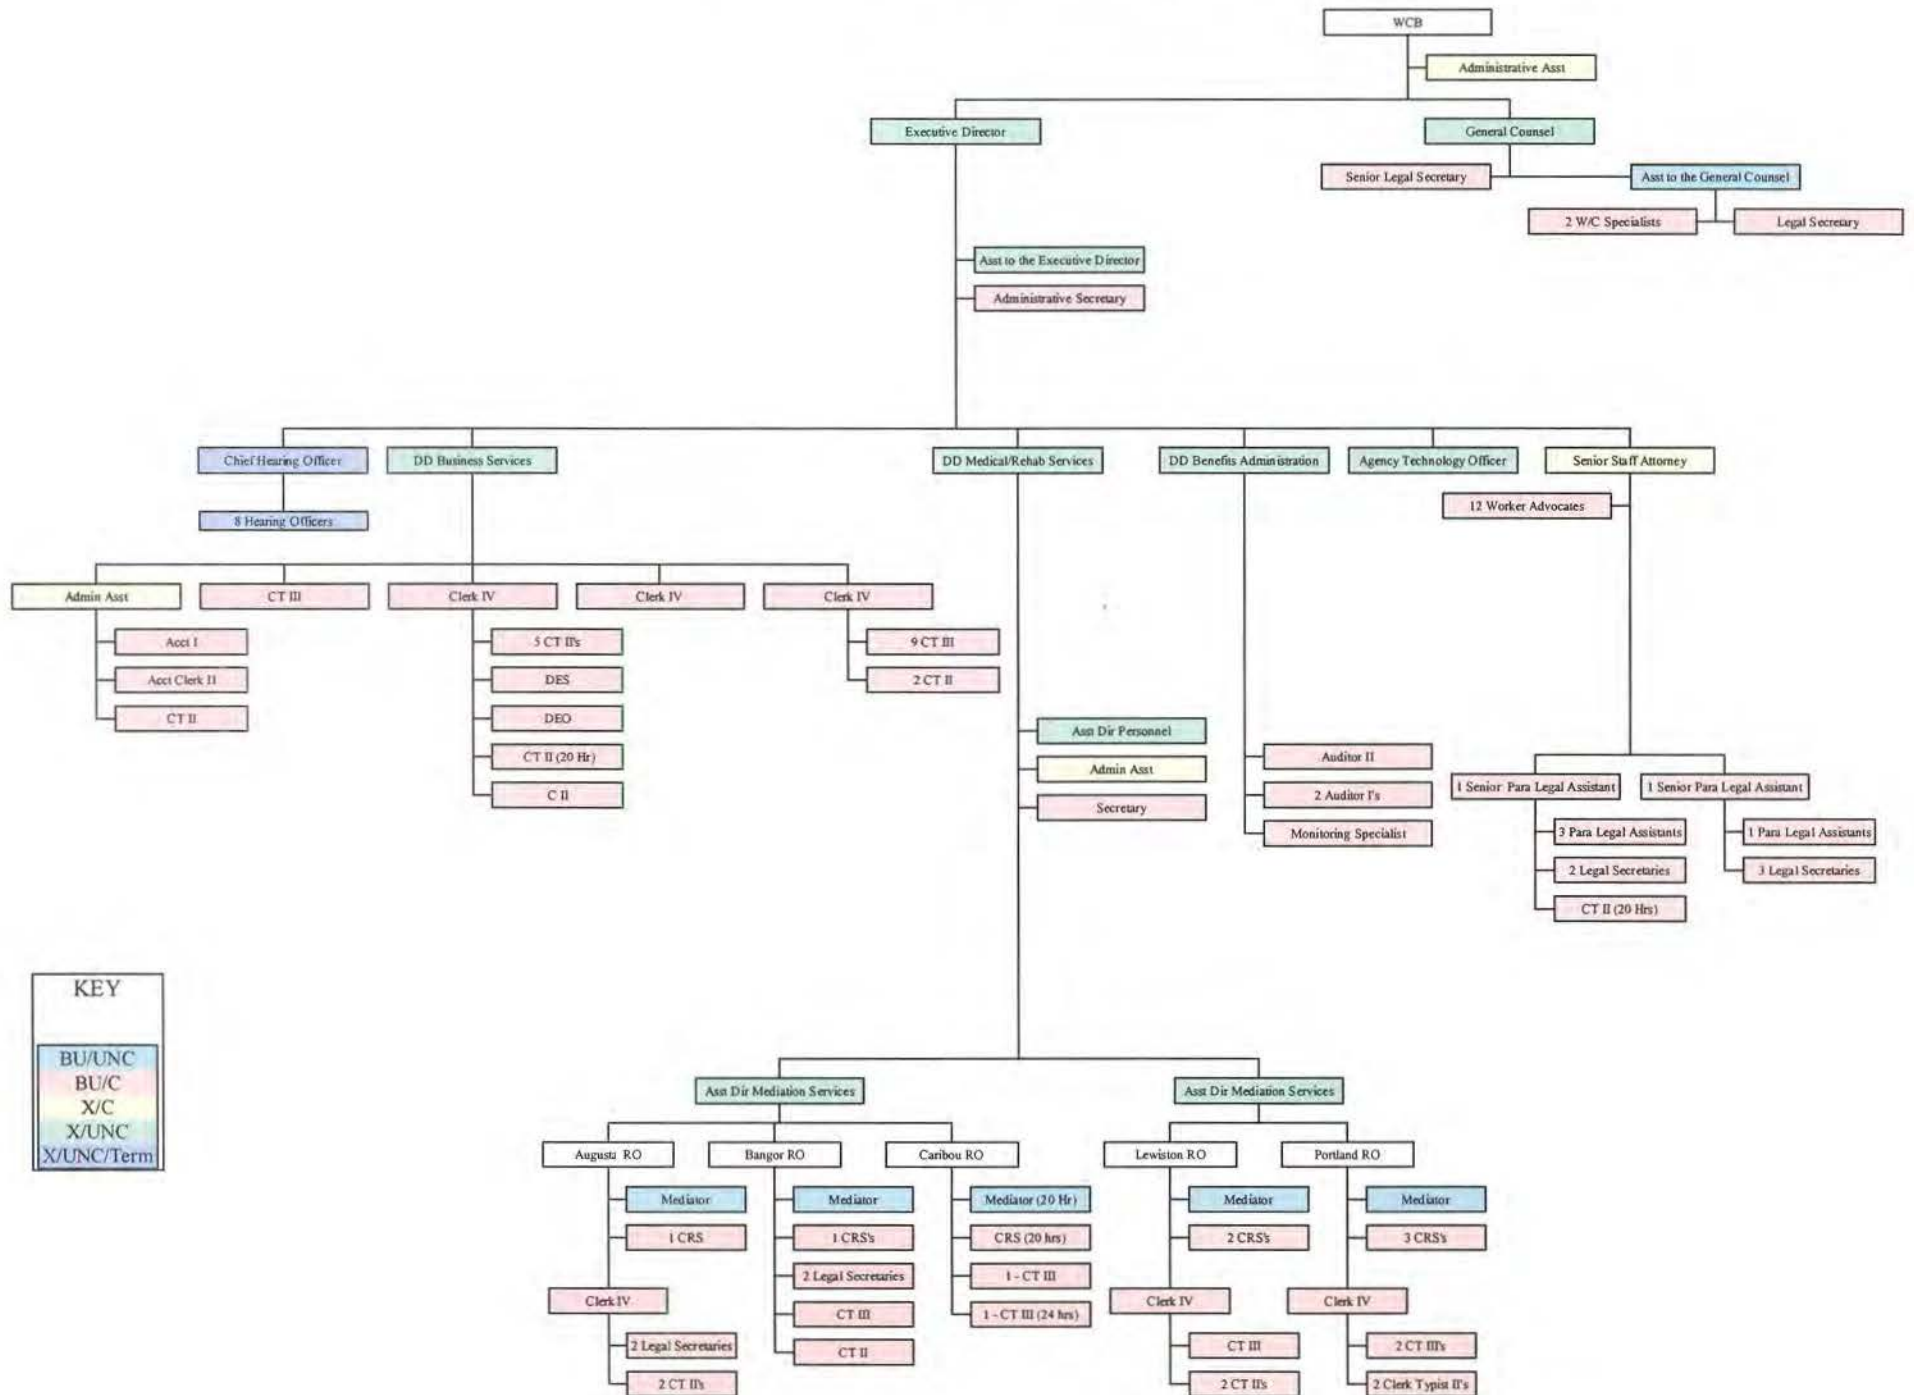 WCB
Administrative Asst
Executive Director
General Counsel
Senior Legal Secretary
Asst to the General Counsel
2 W/C Specialists
Legal Secretary
Asst to the Executive Director
Administrative Secretary
Chief Hearing Officer
DD Business Services
DD Medical/Rehab Services
DD Benefits Administration
Agency Technology Officer
Senior Staff Attorney
12 Worker Advocates
8 Hearing Officers
Admin Asst
CT III
Clerk IV
Clerk IV
Clerk IV
Acct I
Acct Clerk II
CT II
5 CT II's
DES
DEO
CT II (20 Hr)
C II
9 CT III
2 CT II
Asst Dir Personnel
Admin Asst
Secretary
Auditor II
2 Auditor I's
Monitoring Specialist
1 Senior Para Legal Assistant
1 Senior Para Legal Assistant
3 Para Legal Assistants
2 Legal Secretaries
CT II (20 Hrs)
1 Para Legal Assistants
3 Legal Secretaries
KEY
BU/UNC
BU/C
X/C
X/UNC
X/UNC/Term
Asst Dir Mediation Services
Asst Dir Mediation Services
Augusta RO
Bangor RO
Caribou RO
Lewiston RO
Portland RO
Mediator
1 CRS
Clerk IV
2 Legal Secretaries
2 CT II's
Mediator
1 CRS's
2 Legal Secretaries
CT III
CT II
Mediator (20 Hr)
CRS (20 hrs)
1 - CT III
1 - CT III (24 hrs)
Mediator
2 CRS's
Clerk IV
CT III
2 CT II's
Mediator
3 CRS's
Clerk IV
2 CT III's
2 Clerk Typist II's